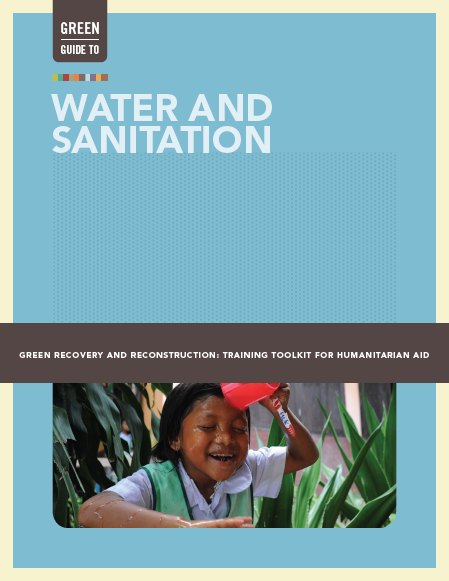 GREEN
GUIDE TO
WATER AND
SANITATION
GREEN RECOVERY AND RECONSTRUCTION: TRAINING TOOLKIT FOR HUMANITARIAN AID